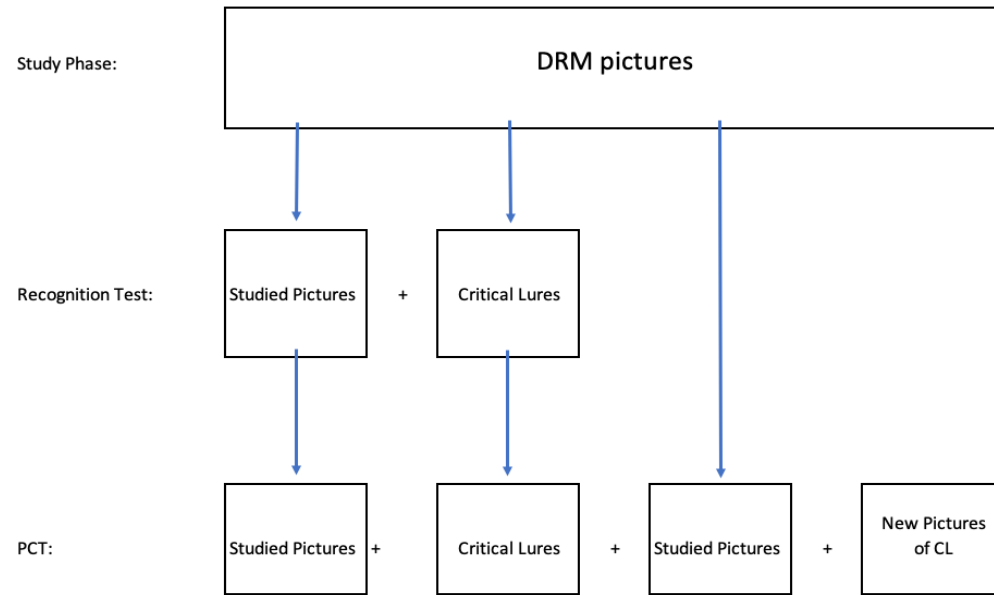 DRM pictures
Study Phase:
Recognition Test:
Studied Pictures
+
Critical Lures
PCT:
Studied Pictures
+
Critical Lures
+
Studied Pictures
+
New Pictures
of CL